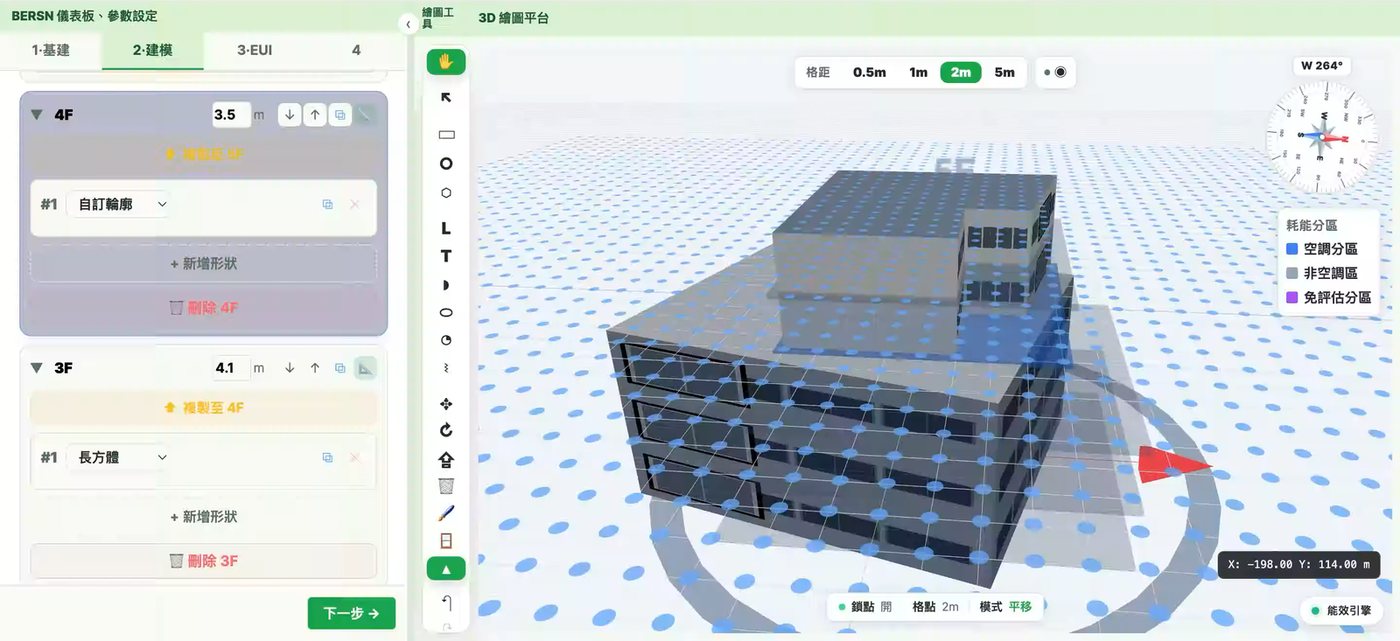 BERSN 儀表板、參數設定
1·基建
2·建模
3·EUI
4
4F
3.5 m
複製至 5F
#1 自訂輪廓
+ 新增形狀
刪除 4F
3F
4.1 m
複製至 4F
#1 長方體
+ 新增形狀
刪除 3F
下一步 →
繪圖工具
L
T
3D 繪圖平台
格距 0.5m 1m 2m 5m
5F
W 264°
W
S
N
E
耗能分區
空調分區
非空調區
免評估分區
X: -198.00 Y: 114.00 m
鎖點 開 格點 2m 模式 平移
能效引擎